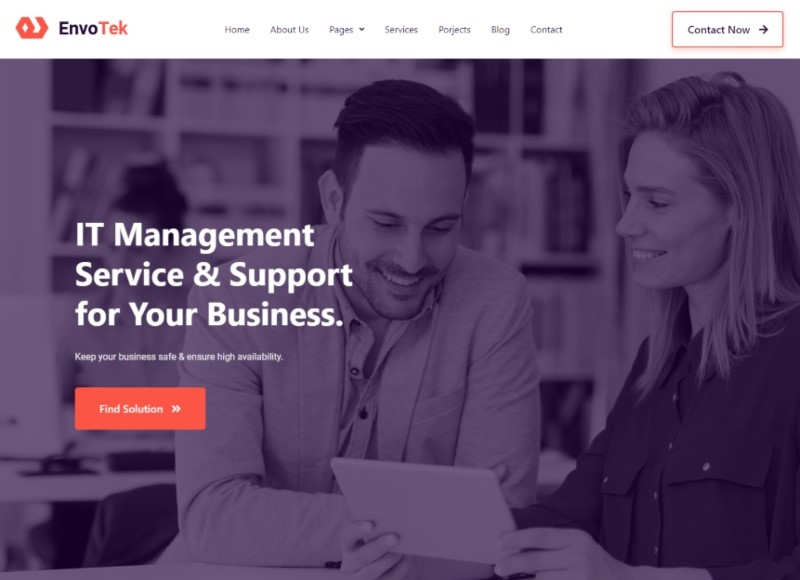 EnvoTek
Home About Us Pages Services Porjects Blog Contact
Contact Now
IT Management
Service & Support
for Your Business.
Keep your business safe & ensure high availability.
Find Solution